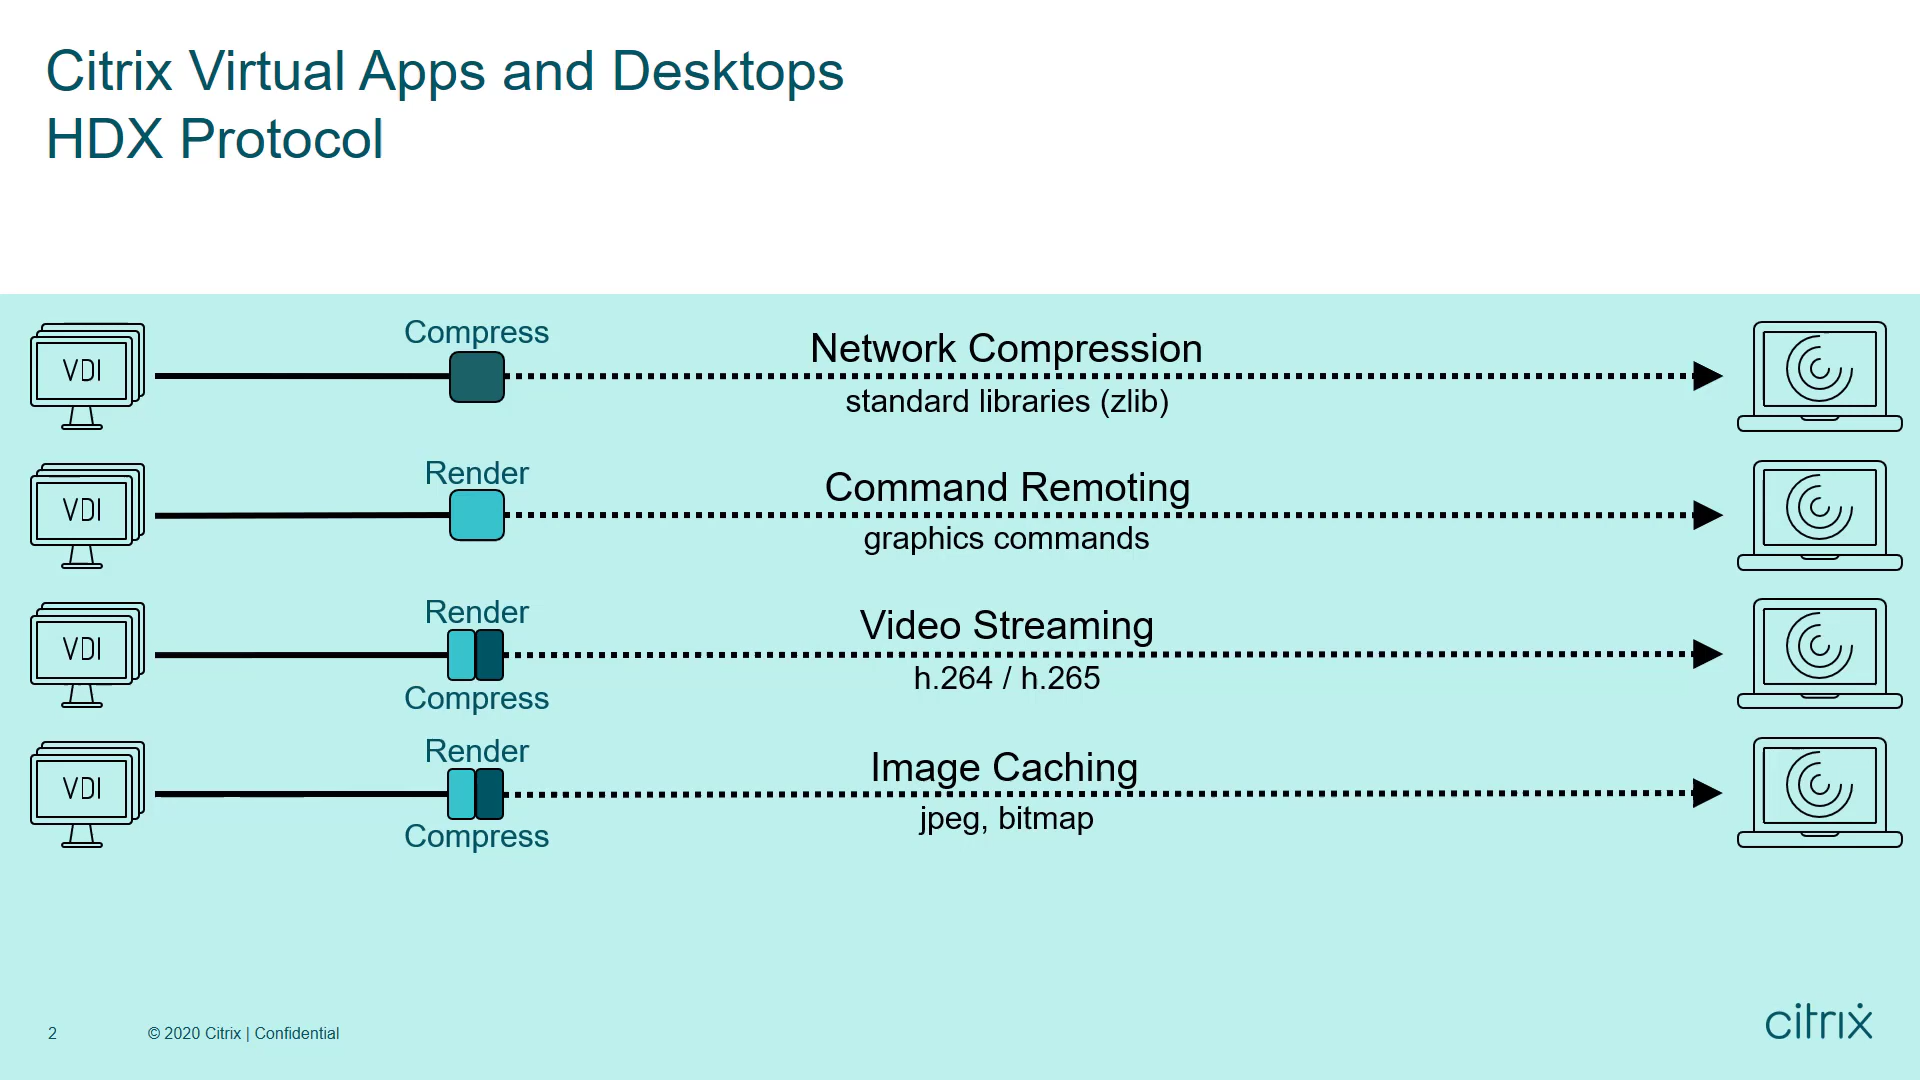 Citrix Virtual Apps and Desktops
HDX Protocol
VDI
Compress
Network Compression
standard libraries (zlib)
VDI
Render
Command Remoting
graphics commands
VDI
Render
Compress
Video Streaming
h.264 / h.265
VDI
Render
Compress
Image Caching
jpeg, bitmap
2
© 2020 Citrix | Confidential
citrix